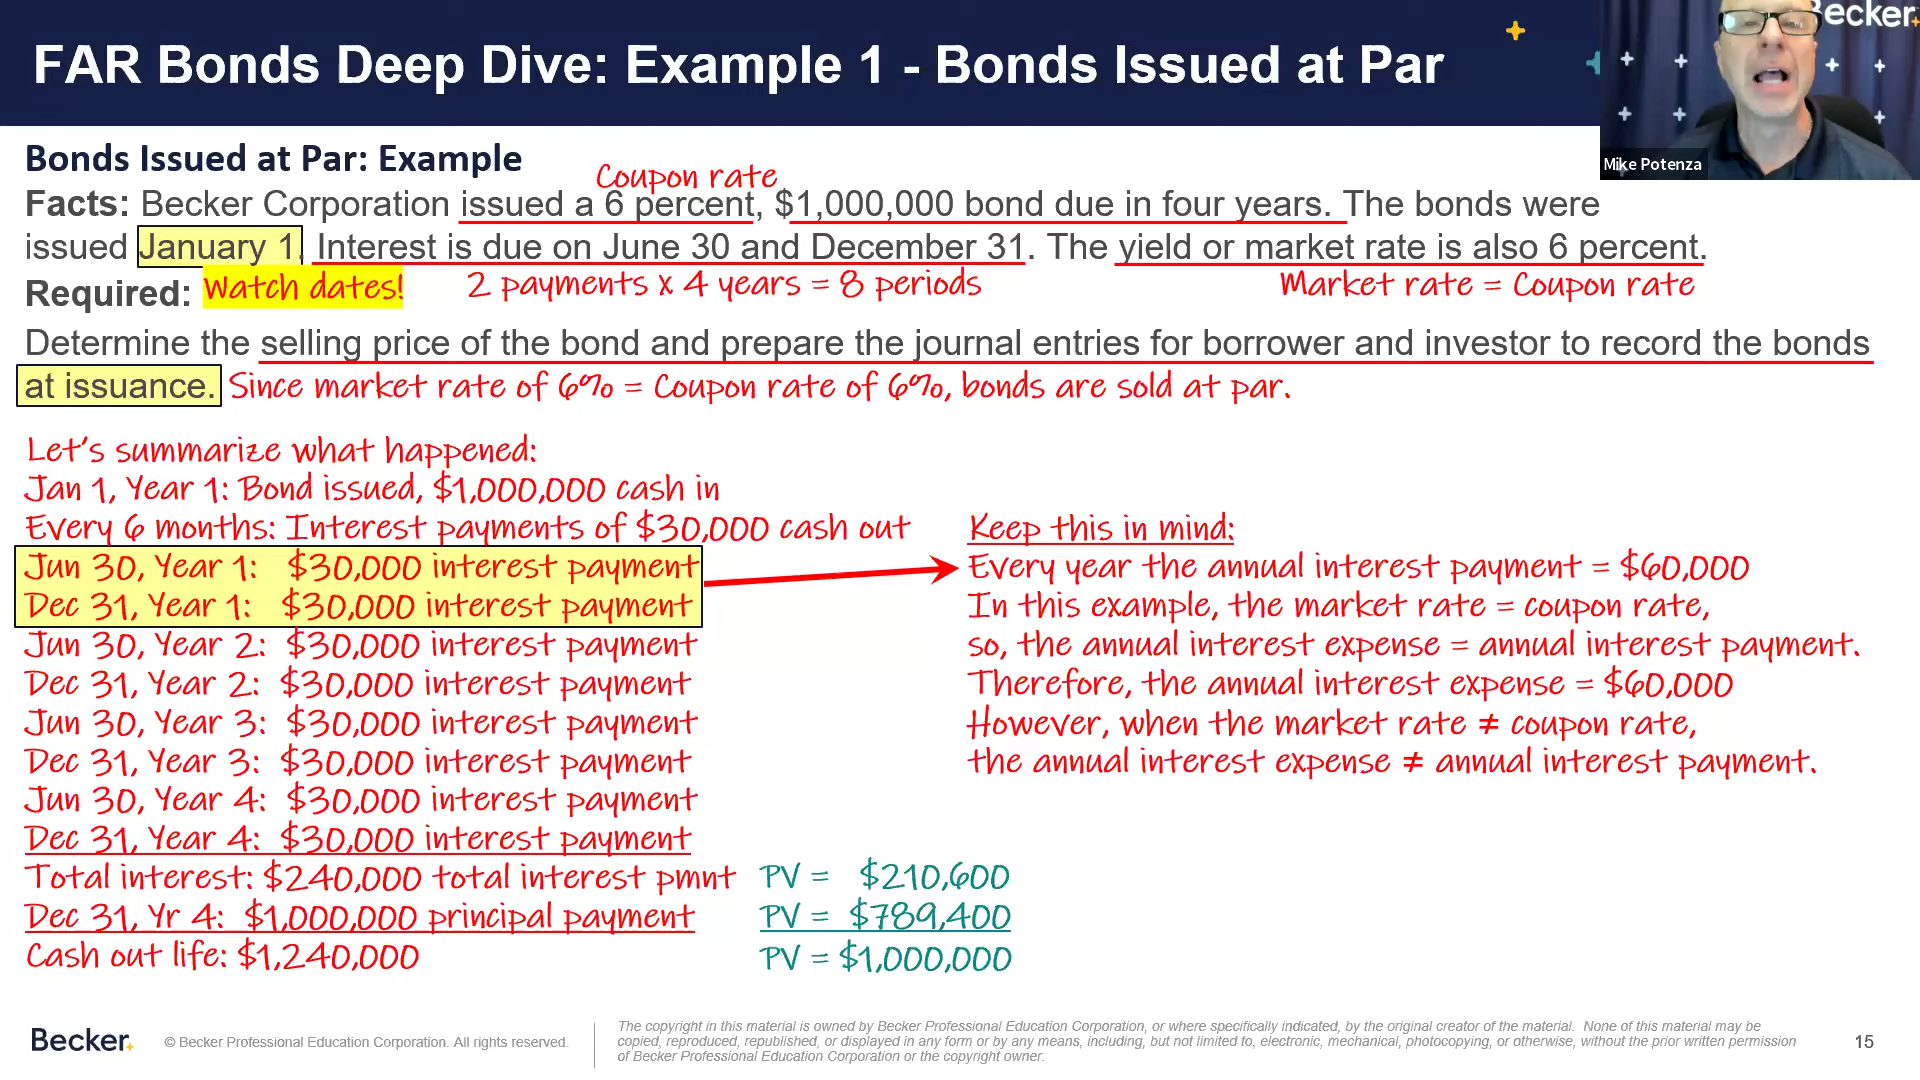 FAR Bonds Deep Dive: Example 1 - Bonds Issued at Par
Becker
Mike Potenza
Bonds Issued at Par: Example
Coupon rate
Facts: Becker Corporation issued a 6 percent, $1,000,000 bond due in four years. The bonds were
issued January 1. Interest is due on June 30 and December 31. The yield or market rate is also 6 percent.
Required: Watch dates! 2 payments x 4 years = 8 periods Market rate = Coupon rate
Determine the selling price of the bond and prepare the journal entries for borrower and investor to record the bonds
at issuance. Since market rate of 6% = Coupon rate of 6%, bonds are sold at par.
Let's summarize what happened:
Jan 1, Year 1: Bond issued, $1,000,000 cash in
Every 6 months: Interest payments of $30,000 cash out
Jun 30, Year 1: $30,000 interest payment
Dec 31, Year 1: $30,000 interest payment
Jun 30, Year 2: $30,000 interest payment
Dec 31, Year 2: $30,000 interest payment
Jun 30, Year 3: $30,000 interest payment
Dec 31, Year 3: $30,000 interest payment
Jun 30, Year 4: $30,000 interest payment
Dec 31, Year 4: $30,000 interest payment
Total interest: $240,000 total interest pmnt PV = $210,600
Dec 31, Yr 4: $1,000,000 principal payment PV = $789,400
Cash out life: $1,240,000 PV = $1,000,000
Keep this in mind:
Every year the annual interest payment = $60,000
In this example, the market rate = coupon rate,
so, the annual interest expense = annual interest payment.
Therefore, the annual interest expense = $60,000
However, when the market rate ≠ coupon rate,
the annual interest expense ≠ annual interest payment.
Becker.
© Becker Professional Education Corporation. All rights reserved.
The copyright in this material is owned by Becker Professional Education Corporation, or where specifically indicated, by the original creator of the material. None of this material may be
copied, reproduced, republished, or displayed in any form or by any means, including, but not limited to, electronic, mechanical, photocopying, or otherwise, without the prior written permission
of Becker Professional Education Corporation or the copyright owner.
15